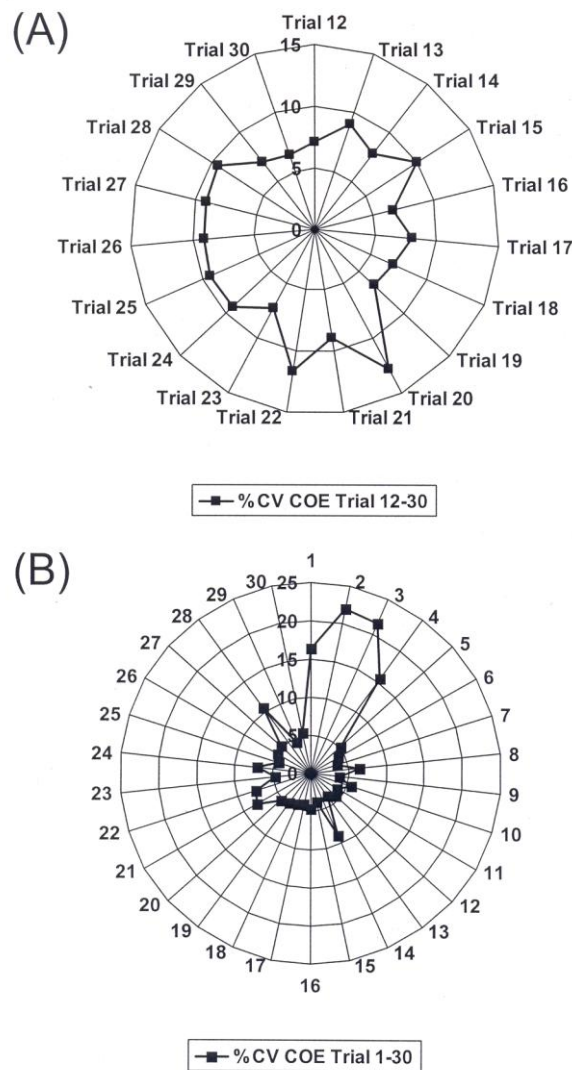 (A)
Trial 12
Trial 13
Trial 14
Trial 15
Trial 16
Trial 17
Trial 18
Trial 19
Trial 20
Trial 21
Trial 22
Trial 23
Trial 24
Trial 25
Trial 26
Trial 27
Trial 28
Trial 29
Trial 30
15
10
5
0
%CV COE Trial 12-30
(B)
1
2
3
4
5
6
7
8
9
10
11
12
13
14
15
16
17
18
19
20
21
22
23
24
25
26
27
28
29
30
25
20
15
10
5
0
%CV COE Trial 1-30